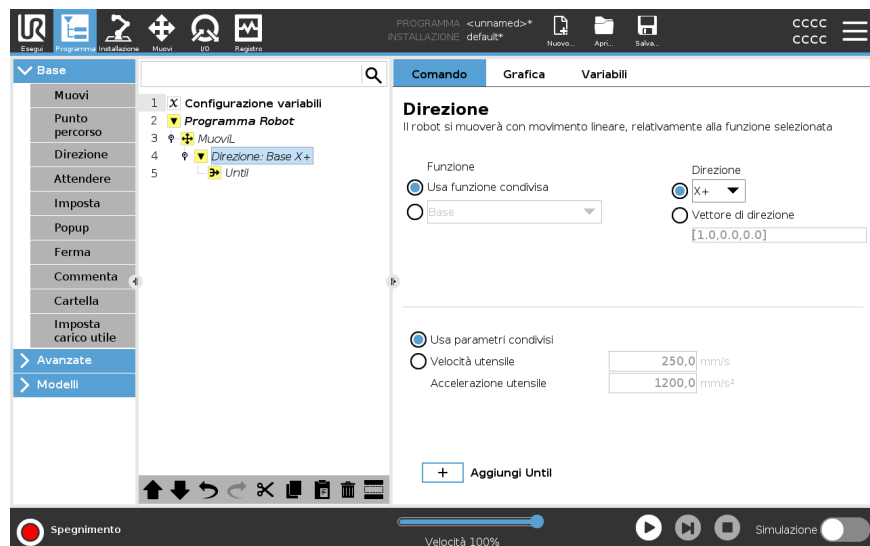 UR
PROGRAMMA <unnamed>*
INSTALLAZIONE default*
Esegui Programma Installazione Muovi I/O Registro
Nuovo... Apri... Salva...
CCCC
CCCC
Base
Muovi
Punto
percorso
Direzione
Attendere
Imposta
Popup
Ferma
Commenta
Cartella
Imposta
carico utile
Avanzate
Modelli
1 X Configurazione variabili
2 Programma Robot
3 MuoviL
4 Direzione: Base X+
5 Until
Comando Grafica Variabili
Direzione
Il robot si muoverà con movimento lineare, relativamente alla funzione selezionata
Funzione
Usa funzione condivisa
Base
Direzione
X+
Vettore di direzione
[1.0,0.0,0.0]
Usa parametri condivisi
Velocità utensile 250,0 mm/s
Accelerazione utensile 1200,0 mm/s²
+ Aggiungi Until
Spegnimento
Velocità 100%
Simulazione